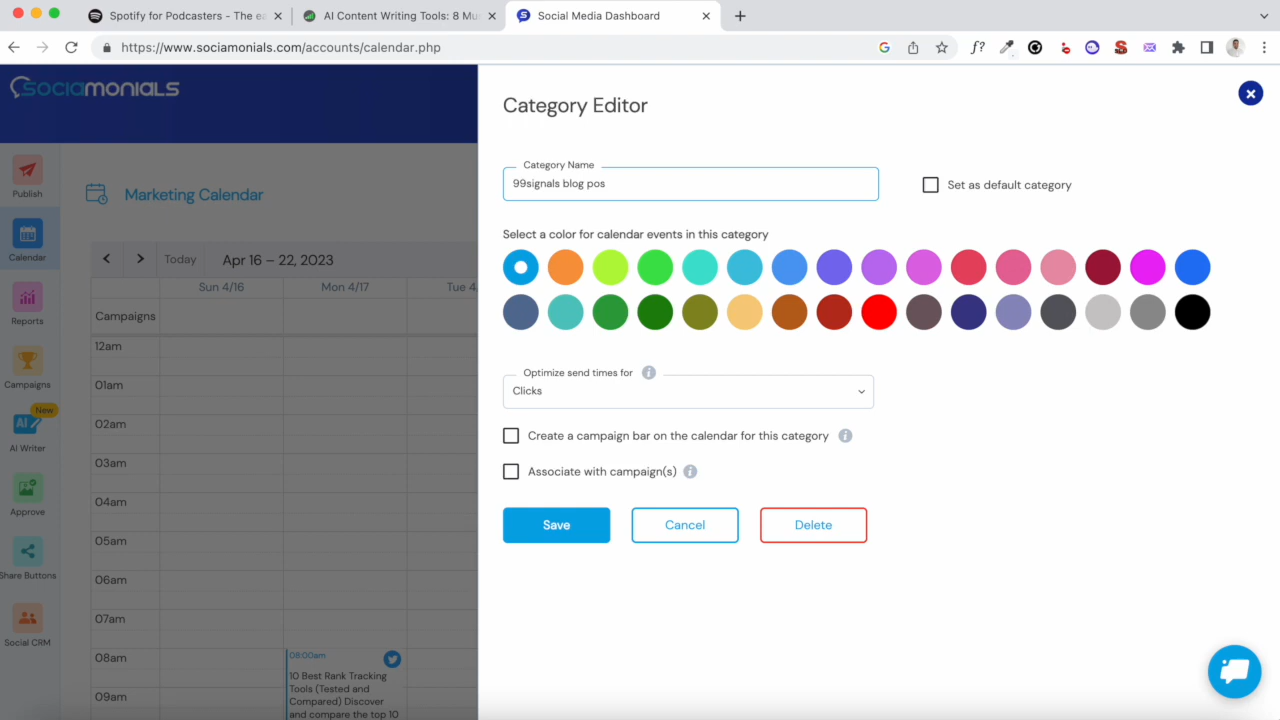 Spotify for Podcasters - The ea
AI Content Writing Tools: 8 Mu
Social Media Dashboard
https://www.sociamonials.com/accounts/calendar.php
f?
SOCIAMONIALS
Category Editor
Category Name
99signals blog pos
Set as default category
Publish
Marketing Calendar
Select a color for calendar events in this category
Calendar
Today
Apr 16 – 22, 2023
Sun 4/16
Mon 4/17
Tue 4
Reports
Campaigns
12am
01am
02am
03am
04am
05am
06am
07am
08am
09am
Campaigns
New
AI
AI Writer
Approve
Share Buttons
Social CRM
08:00am
10 Best Rank Tracking
Tools (Tested and
Compared) Discover
and compare the top 10
Optimize send times for
Clicks
Create a campaign bar on the calendar for this category
Associate with campaign(s)
Save
Cancel
Delete